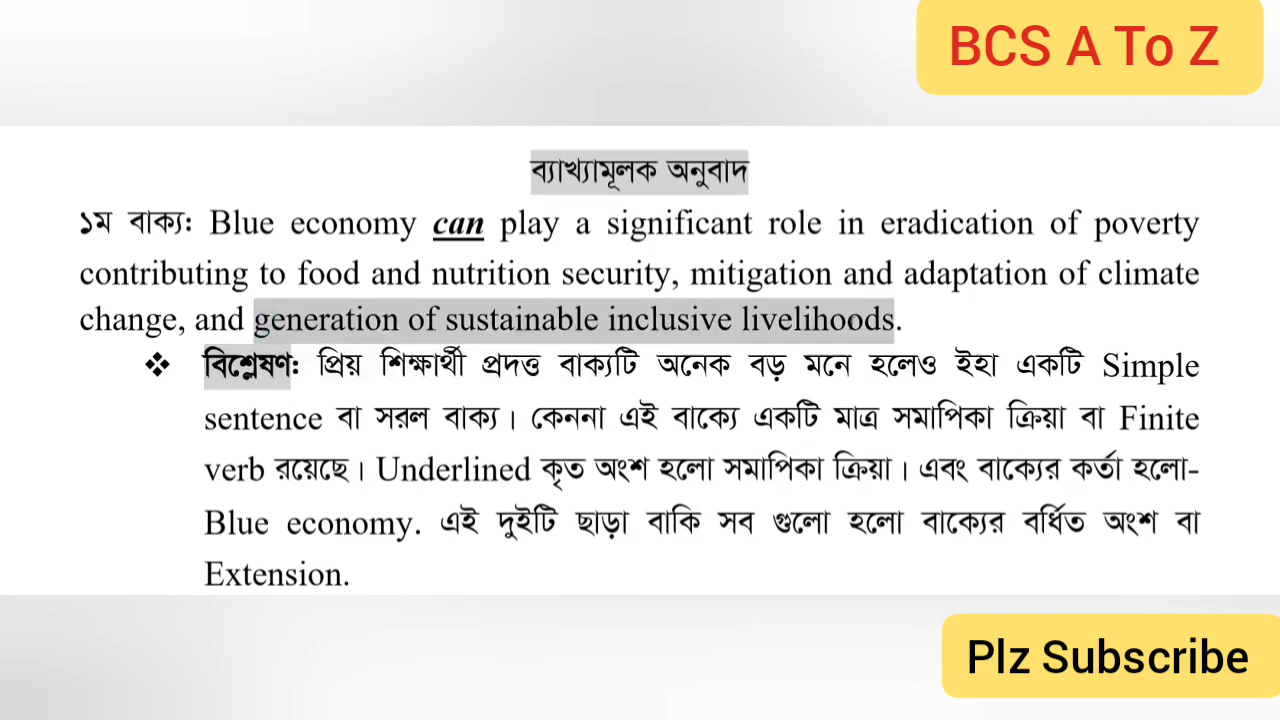 BCS A To Z
ব্যাখ্যামূলক অনুবাদ
১ম বাক্য: Blue economy can play a significant role in eradication of poverty
contributing to food and nutrition security, mitigation and adaptation of climate
change, and generation of sustainable inclusive livelihoods.
❖ বিশ্লেষণ: প্রিয় শিক্ষার্থী প্রদত্ত বাক্যটি অনেক বড় মনে হলেও ইহা একটি Simple
sentence বা সরল বাক্য। কেননা এই বাক্যে একটি মাত্র সমাপিকা ক্রিয়া বা Finite
verb রয়েছে। Underlined কৃত অংশ হলো সমাপিকা ক্রিয়া। এবং বাক্যের কর্তা হলো-
Blue economy. এই দুইটি ছাড়া বাকি সব গুলো হলো বাক্যের বর্ধিত অংশ বা
Extension.
Plz Subscribe